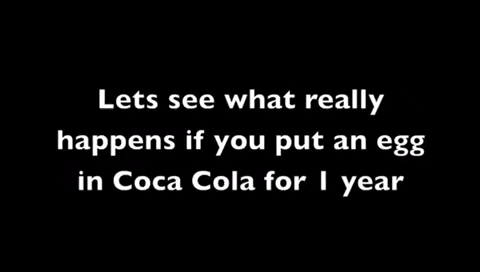 Lets see what really
happens if you put an egg
in Coca Cola for 1 year